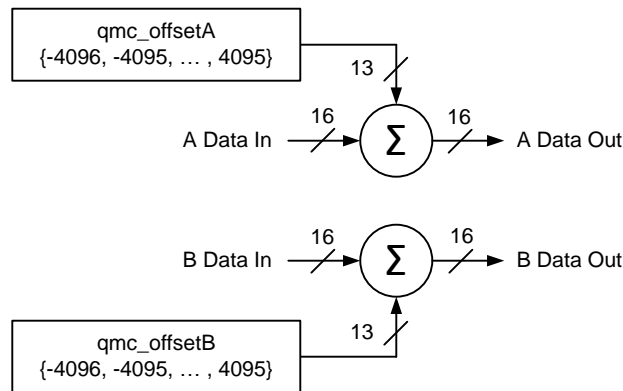 qmc_offsetA
{-4096, -4095, … , 4095}
13
16
16
A Data In
Σ
A Data Out
16
16
B Data In
Σ
B Data Out
13
qmc_offsetB
{-4096, -4095, … , 4095}